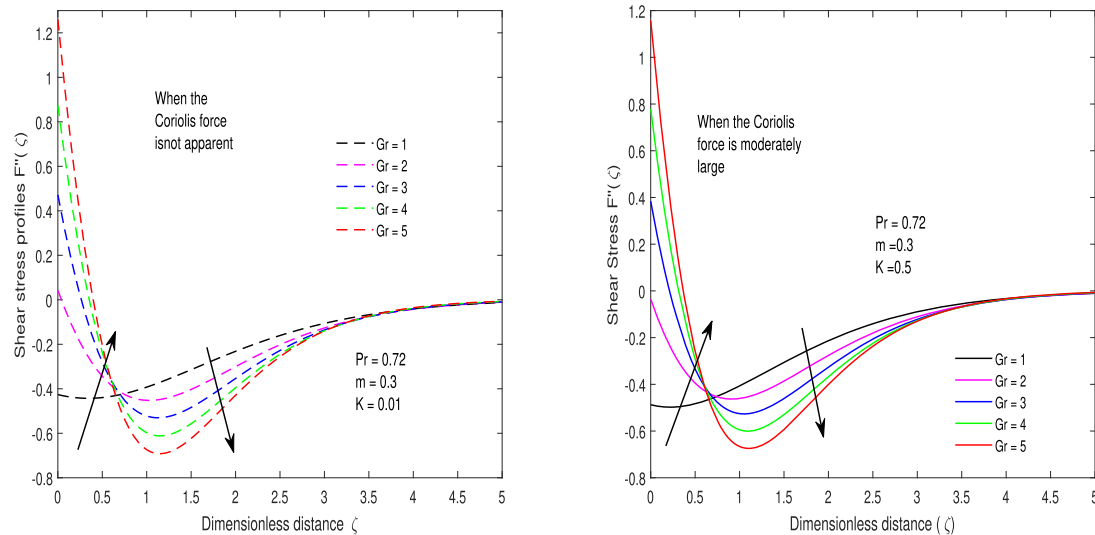 Shear stress profiles F''( ζ)
1.2
1
0.8
0.6
0.4
0.2
0
-0.2
-0.4
-0.6
-0.8
When the
Coriolis force
isnot apparent
Gr = 1
Gr = 2
Gr = 3
Gr = 4
Gr = 5
Pr = 0.72
m = 0.3
K = 0.01
0 0.5 1 1.5 2 2.5 3 3.5 4 4.5 5
Dimensionless distance ζ
Shear Stress F''( ζ)
1.2
1
0.8
0.6
0.4
0.2
0
-0.2
-0.4
-0.6
-0.8
When the Coriolis
force is moderately
large
Pr = 0.72
m =0.3
K =0.5
Gr = 1
Gr = 2
Gr = 3
Gr = 4
Gr = 5
0 0.5 1 1.5 2 2.5 3 3.5 4 4.5 5
Dimensionless distance ( ζ)